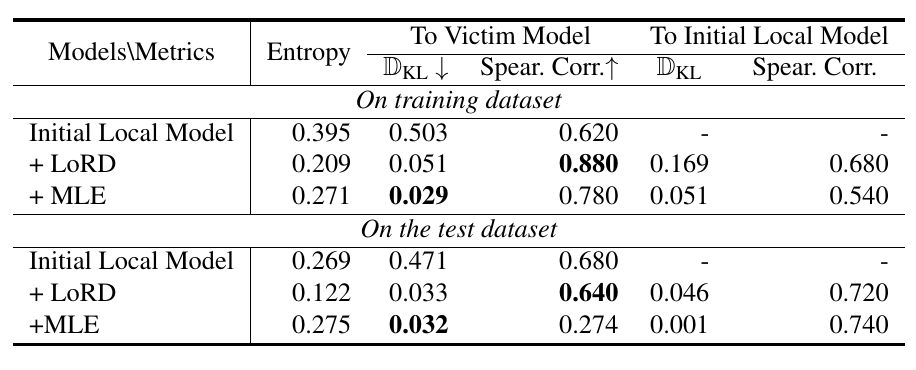 Models\Metrics Entropy To Victim Model To Initial Local Model
𝔻KL ↓ Spear. Corr.↑ 𝔻KL Spear. Corr.
On training dataset
Initial Local Model 0.395 0.503 0.620 - -
+ LoRD 0.209 0.051 0.880 0.169 0.680
+ MLE 0.271 0.029 0.780 0.051 0.540
On the test dataset
Initial Local Model 0.269 0.471 0.680 - -
+ LoRD 0.122 0.033 0.640 0.046 0.720
+MLE 0.275 0.032 0.274 0.001 0.740